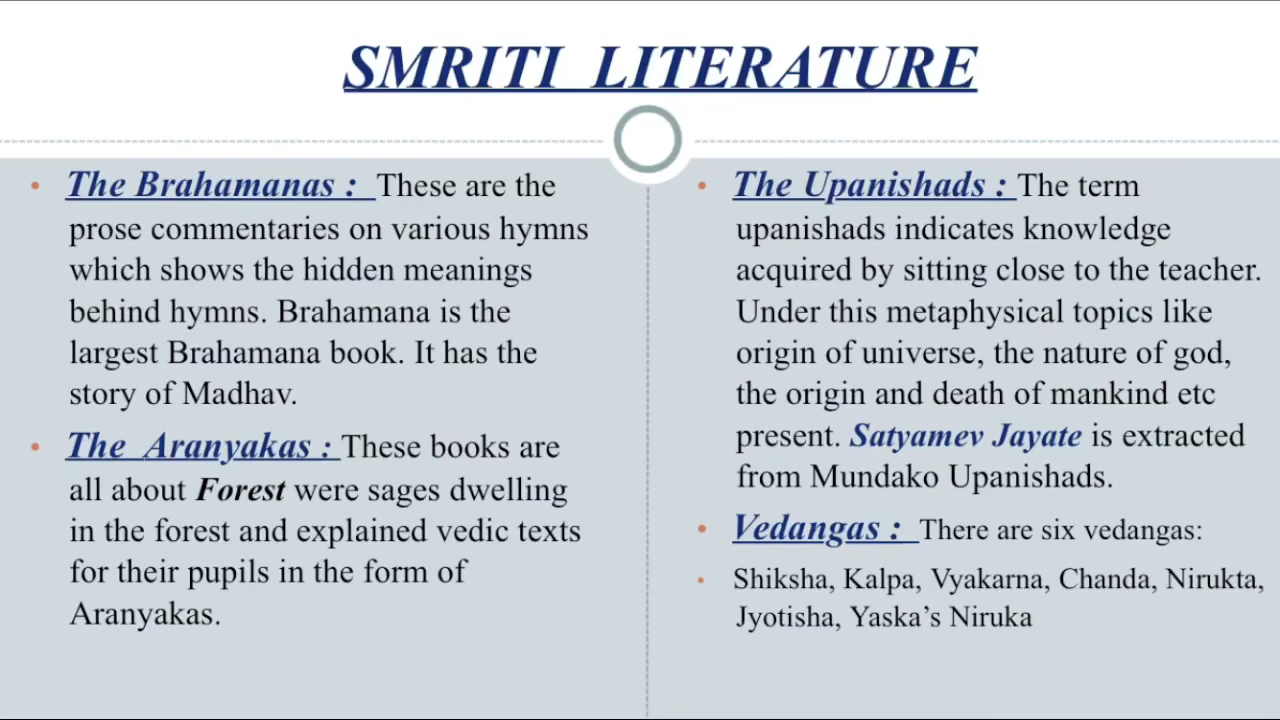 SMRITI LITERATURE
• The Brahamanas : These are the
prose commentaries on various hymns
which shows the hidden meanings
behind hymns. Brahamana is the
largest Brahamana book. It has the
story of Madhav.
• The Aranyakas : These books are
all about Forest were sages dwelling
in the forest and explained vedic texts
for their pupils in the form of
Aranyakas.
• The Upanishads : The term
upanishads indicates knowledge
acquired by sitting close to the teacher.
Under this metaphysical topics like
origin of universe, the nature of god,
the origin and death of mankind etc
present. Satyamev Jayate is extracted
from Mundako Upanishads.
• Vedangas : There are six vedangas:
• Shiksha, Kalpa, Vyakarna, Chanda, Nirukta,
Jyotisha, Yaska’s Niruka